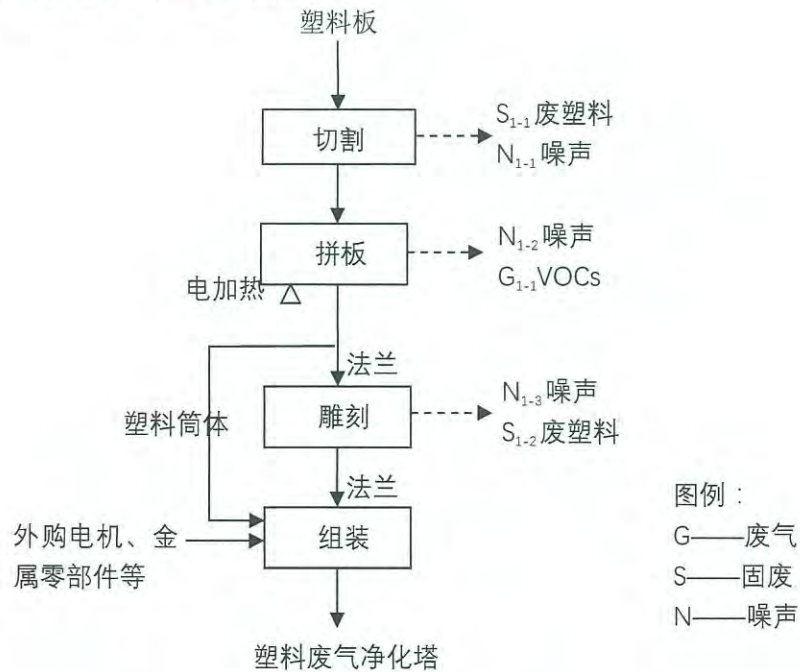 塑料板
切割
S1-1废塑料
N1-1噪声
拼板
N1-2噪声
G1-1VOCs
电加热
法兰
塑料筒体
雕刻
N1-3噪声
S1-2废塑料
法兰
外购电机、金
属零部件等
组装
塑料废气净化塔
图例：
G——废气
S——固废
N——噪声